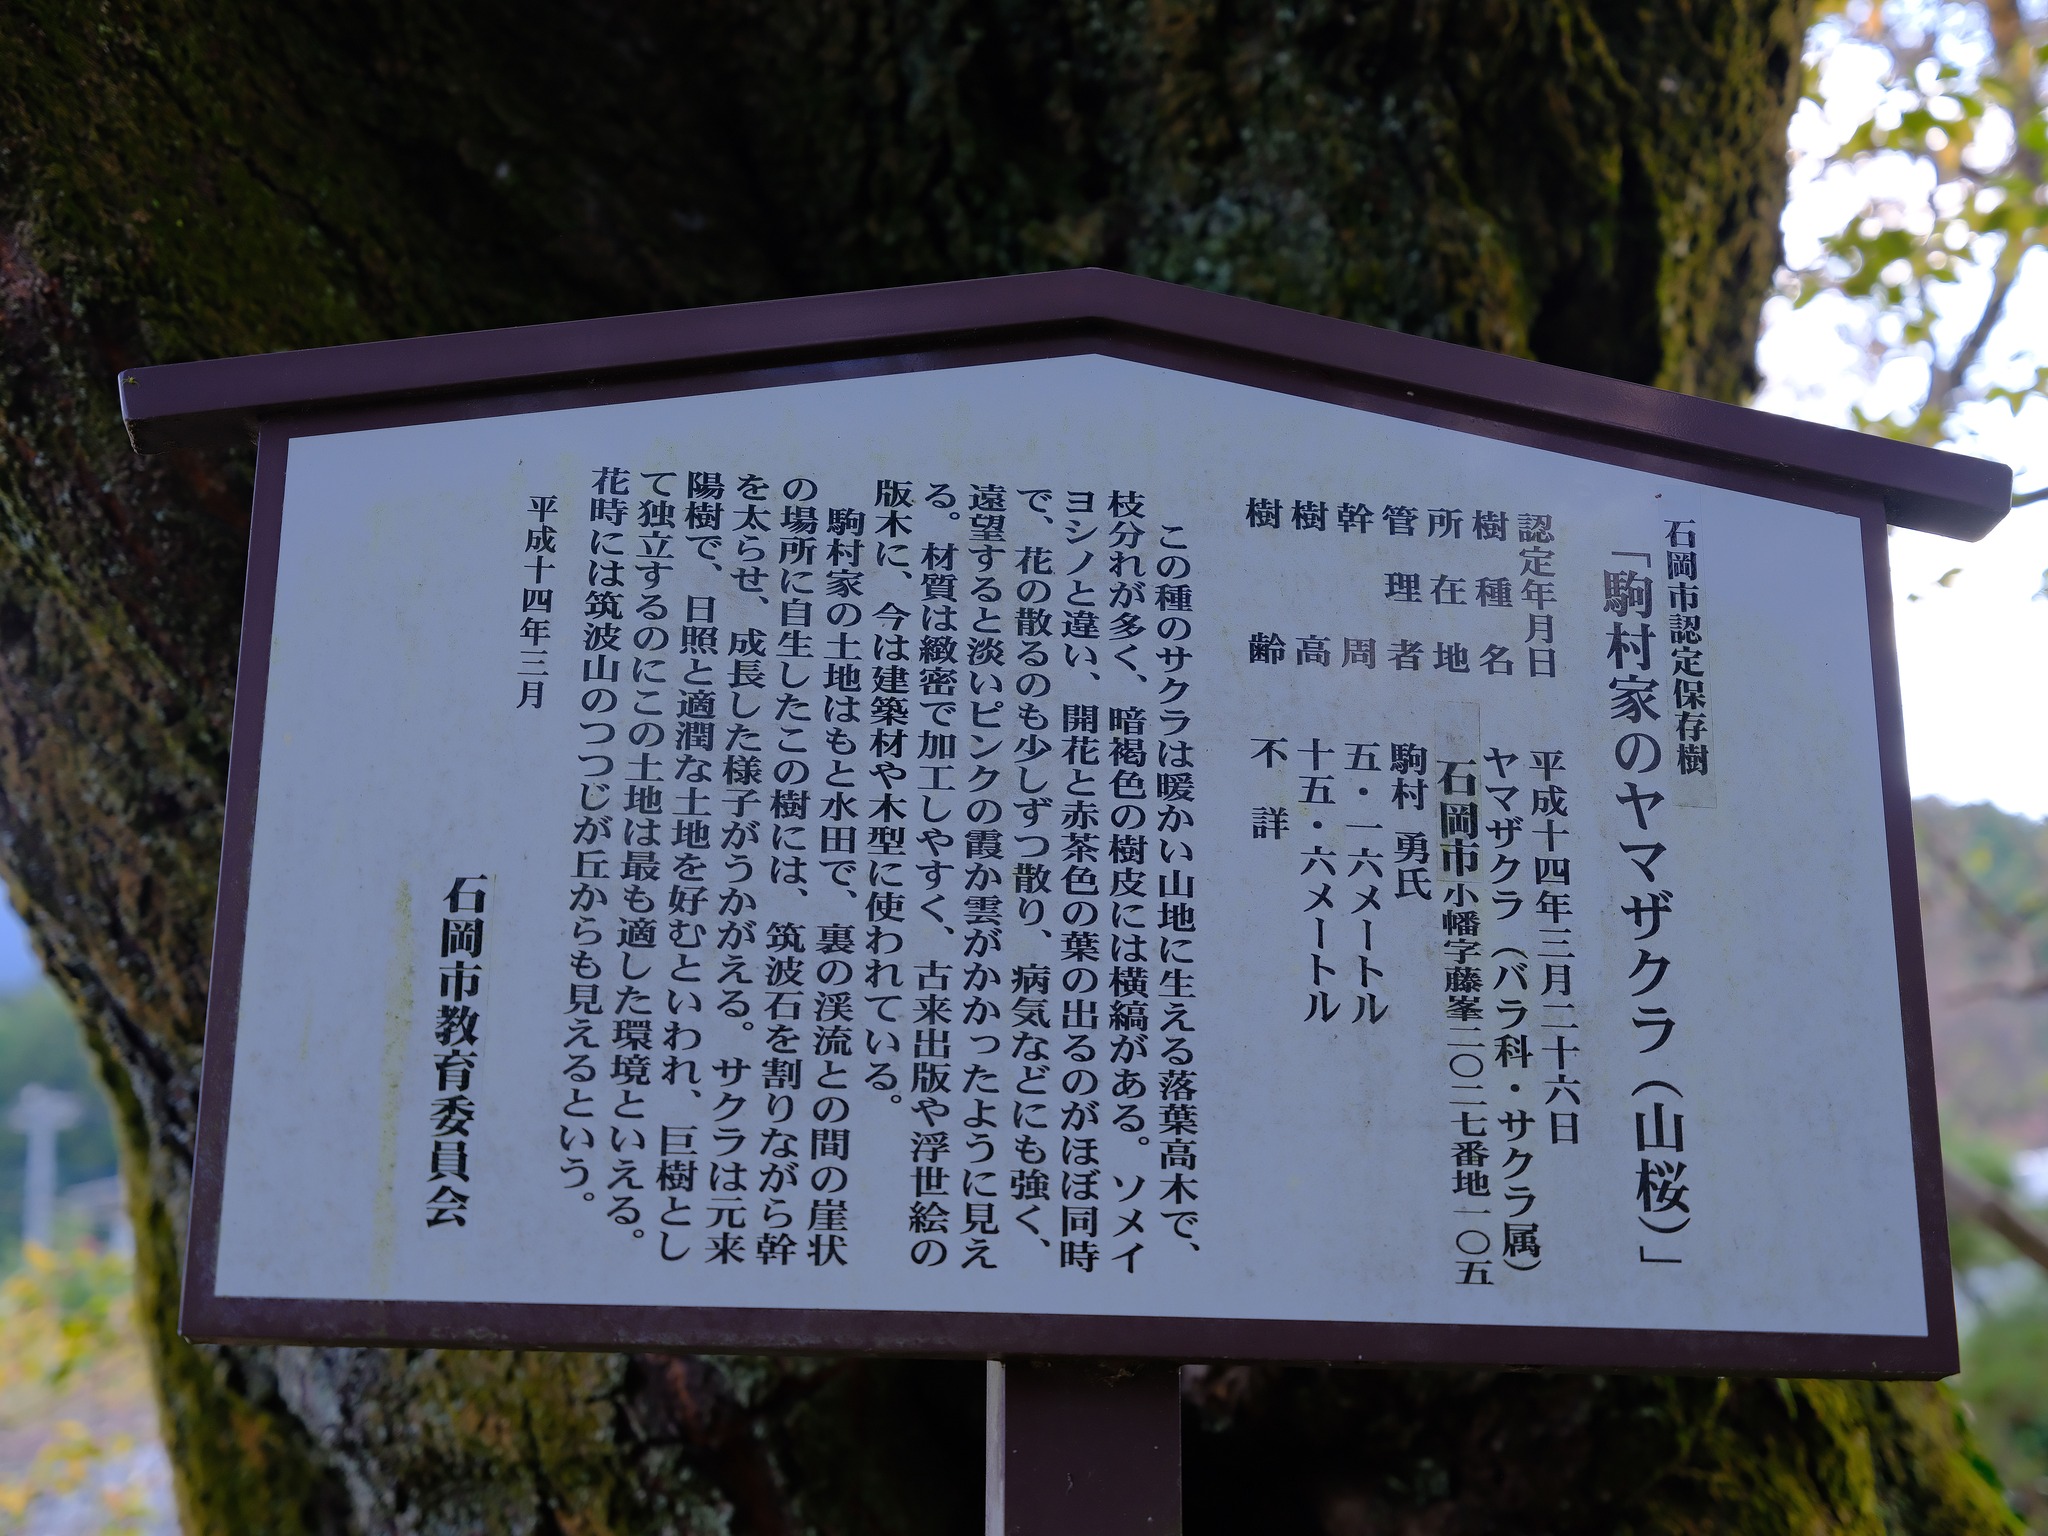 石岡市認定保存樹
「駒村家のヤマザクラ（山桜）」
認定年月日　平成十四年三月二十六日
樹種名　ヤマザクラ（バラ科・サクラ属）
所在地　石岡市小幡字藤峯二〇二七番地一〇五
管理者　駒村　勇氏
幹周　五・一六メートル
樹高　十五・六メートル
樹齢　不詳
この種のサクラは暖かい山地に生える落葉高木で、
枝分れが多く、暗褐色の樹皮には横縞がある。ソメイ
ヨシノと違い、開花と赤茶色の葉の出るのがほぼ同時
で、花の散るのも少しずつ散り、病気などにも強く、
遠望すると淡いピンクの霞か雲がかかったように見え
る。材質は緻密で加工しやすく、古来出版や浮世絵の
版木に、今は建築材や木型に使われている。
駒村家の土地はもと水田で、裏の渓流との間の崖状
の場所に自生したこの樹には、筑波石を割りながら幹
を太らせ、成長した様子がうかがえる。サクラは元来
陽樹で、日照と適潤な土地を好むといわれ、巨樹とし
て独立するのにこの土地は最も適した環境といえる。
花時には筑波山のつつじが丘からも見えるという。
平成十四年三月
石岡市教育委員会